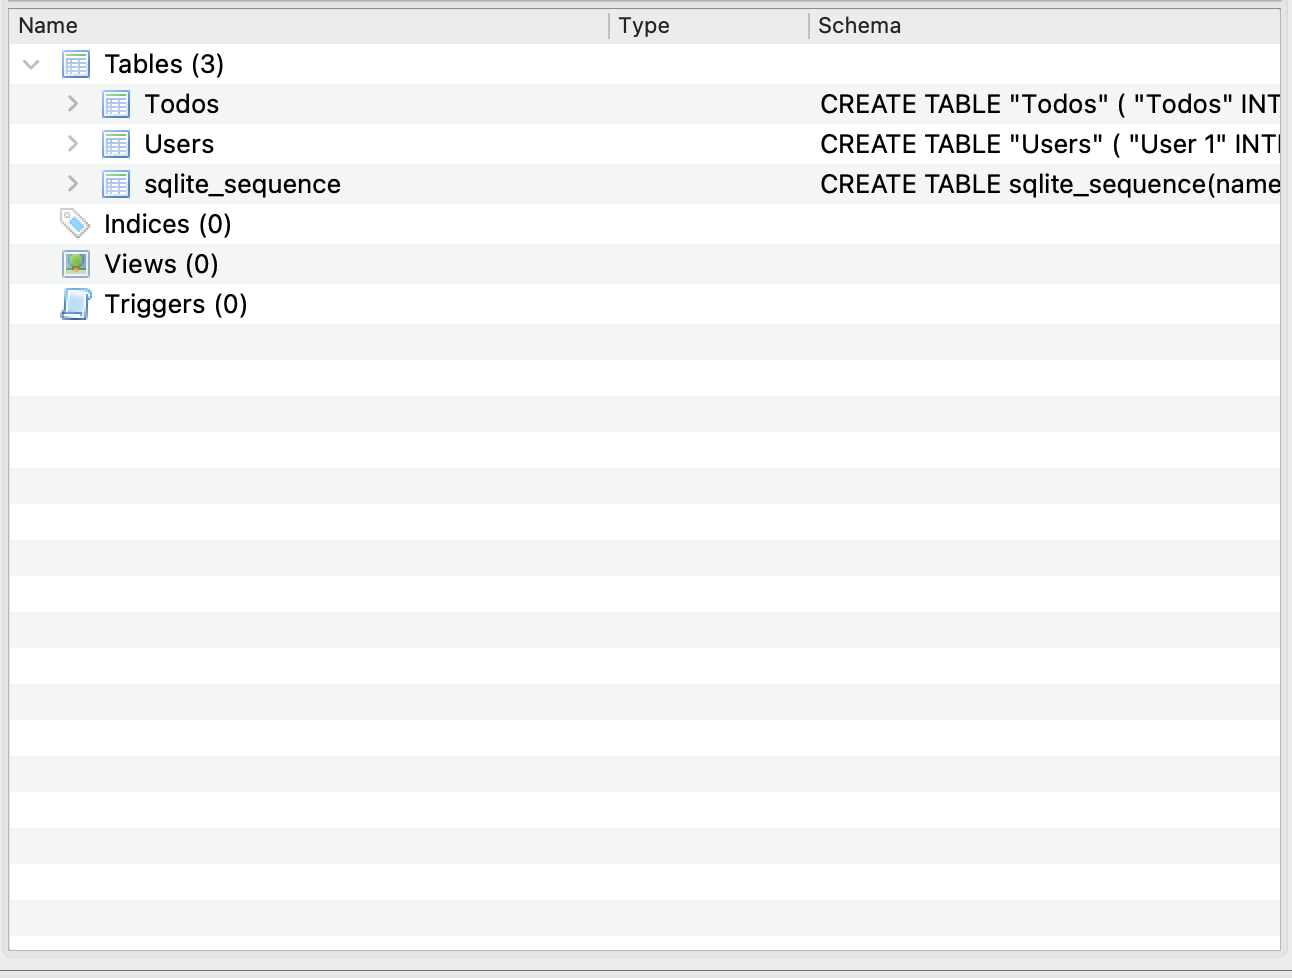 Name Type Schema
Tables (3)
Todos CREATE TABLE "Todos" ( "Todos" INT
Users CREATE TABLE "Users" ( "User 1" INT
sqlite_sequence CREATE TABLE sqlite_sequence(name
Indices (0)
Views (0)
Triggers (0)